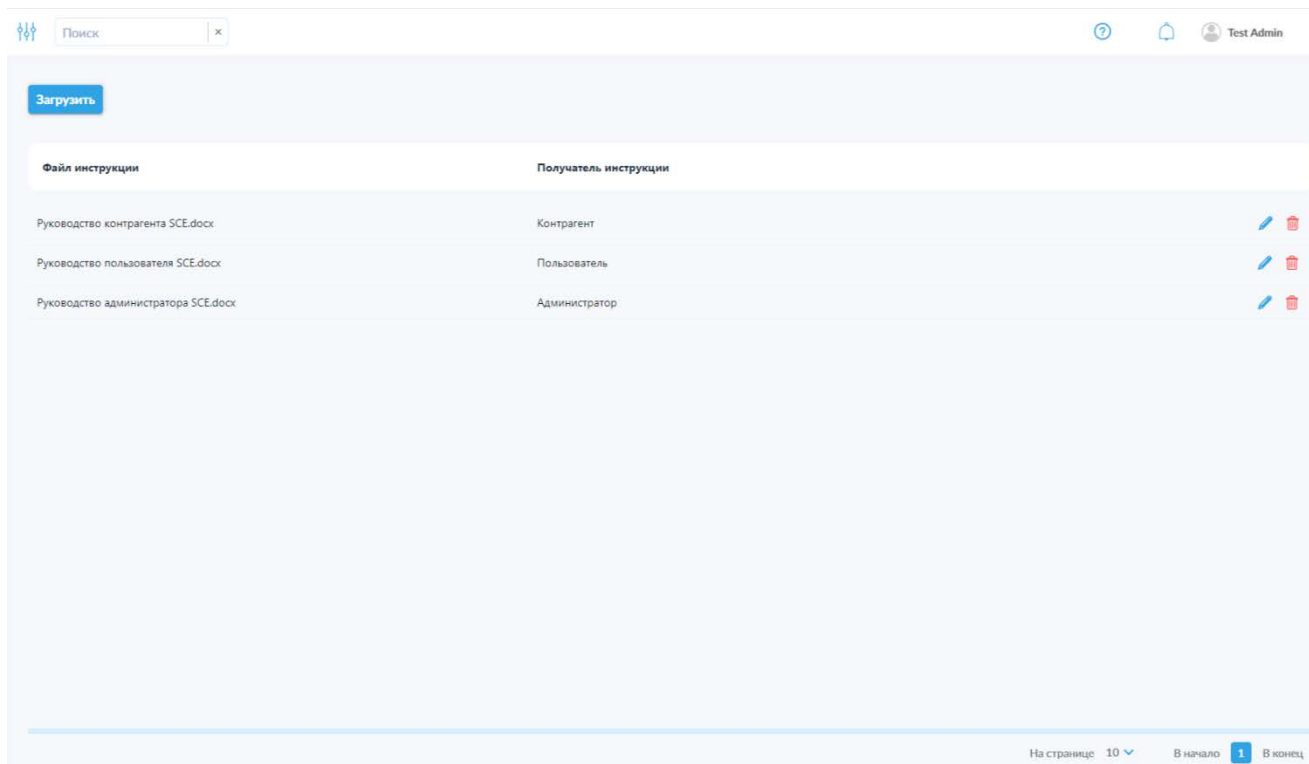 Поиск
Test Admin
Загрузить
Файл инструкции Получатель инструкции
Руководство контрагента SCE.docx Контрагент
Руководство пользователя SCE.docx Пользователь
Руководство администратора SCE.docx Администратор
На странице 10 В начало 1 В конец